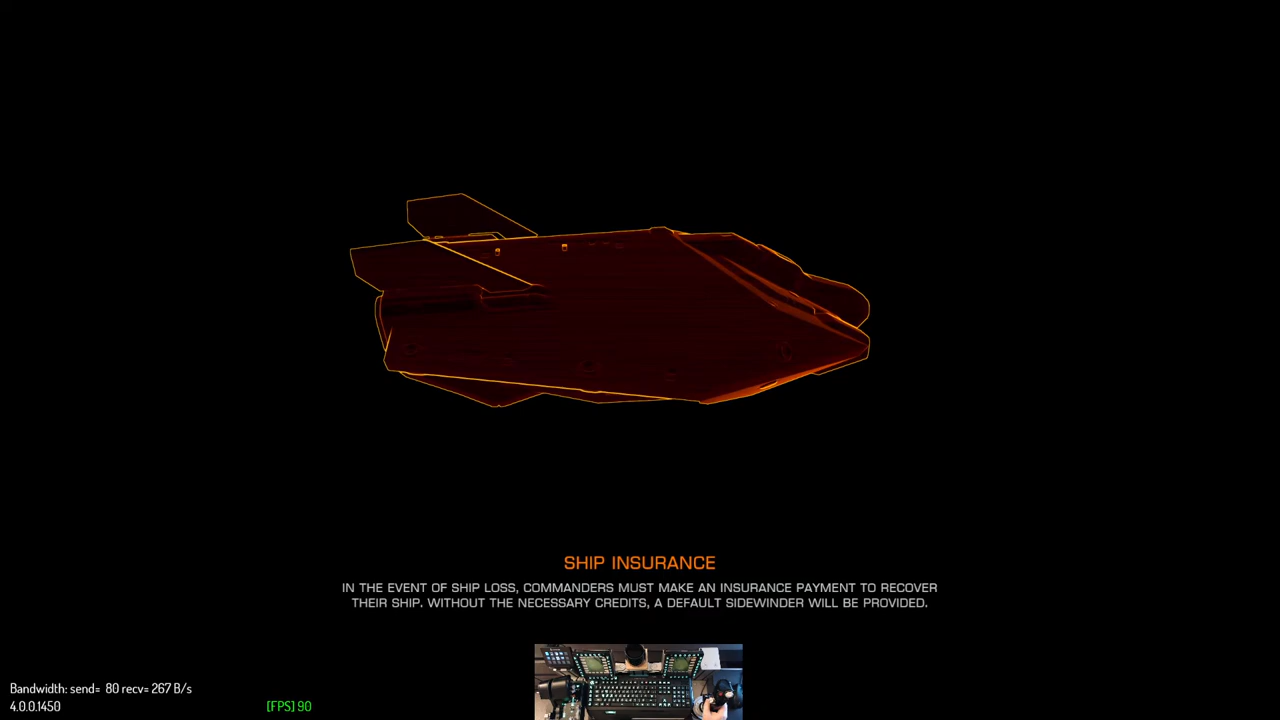 SHIP INSURANCE
IN THE EVENT OF SHIP LOSS, COMMANDERS MUST MAKE AN INSURANCE PAYMENT TO RECOVER
THEIR SHIP. WITHOUT THE NECESSARY CREDITS, A DEFAULT SIDEWINDER WILL BE PROVIDED.
Bandwidth: send= 80 recv= 267 B/s
4.0.0.1450
[FPS] 90